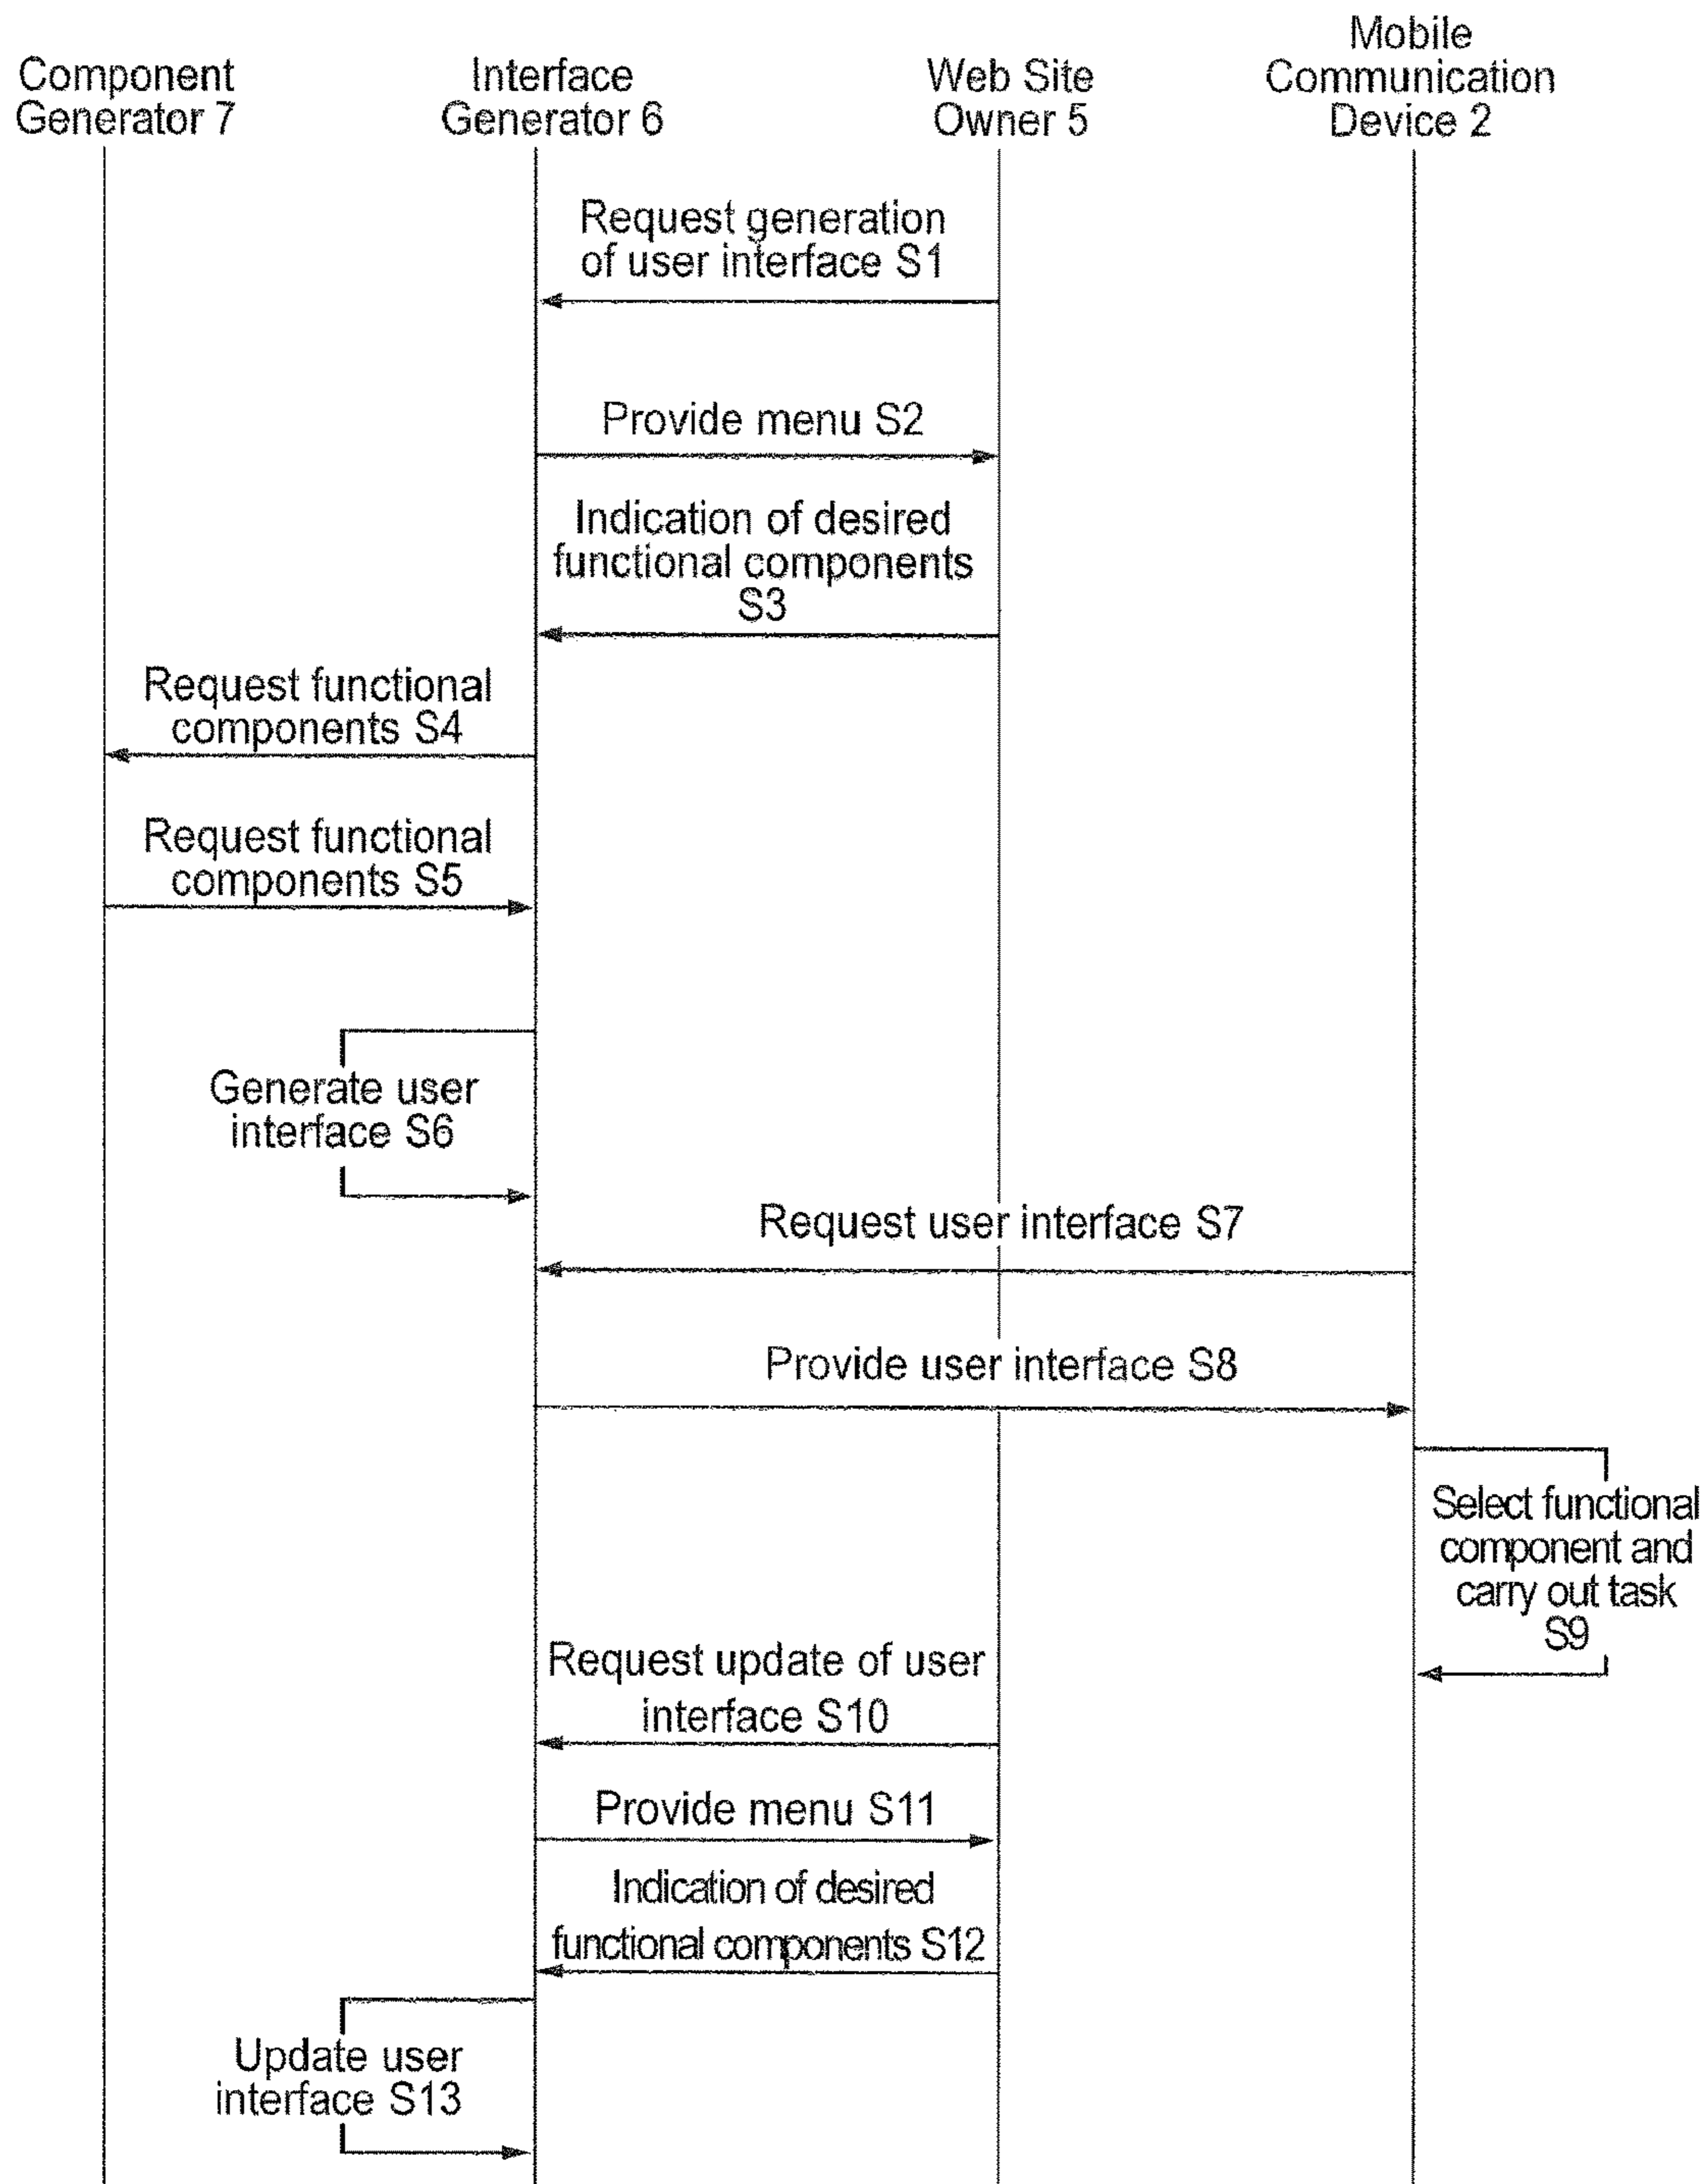 Component
Generator 7
Interface
Generator 6
Web Site
Owner 5
Mobile
Communication
Device 2
Request generation
of user interface S1
Provide menu S2
Indication of desired
functional components
S3
Request functional
components S4
Request functional
components S5
Generate user
interface S6
Request user interface S7
Provide user interface S8
Select functional
component and
carry out task
S9
Request update of user
interface S10
Provide menu S11
Indication of desired
functional components S12
Update user
interface S13